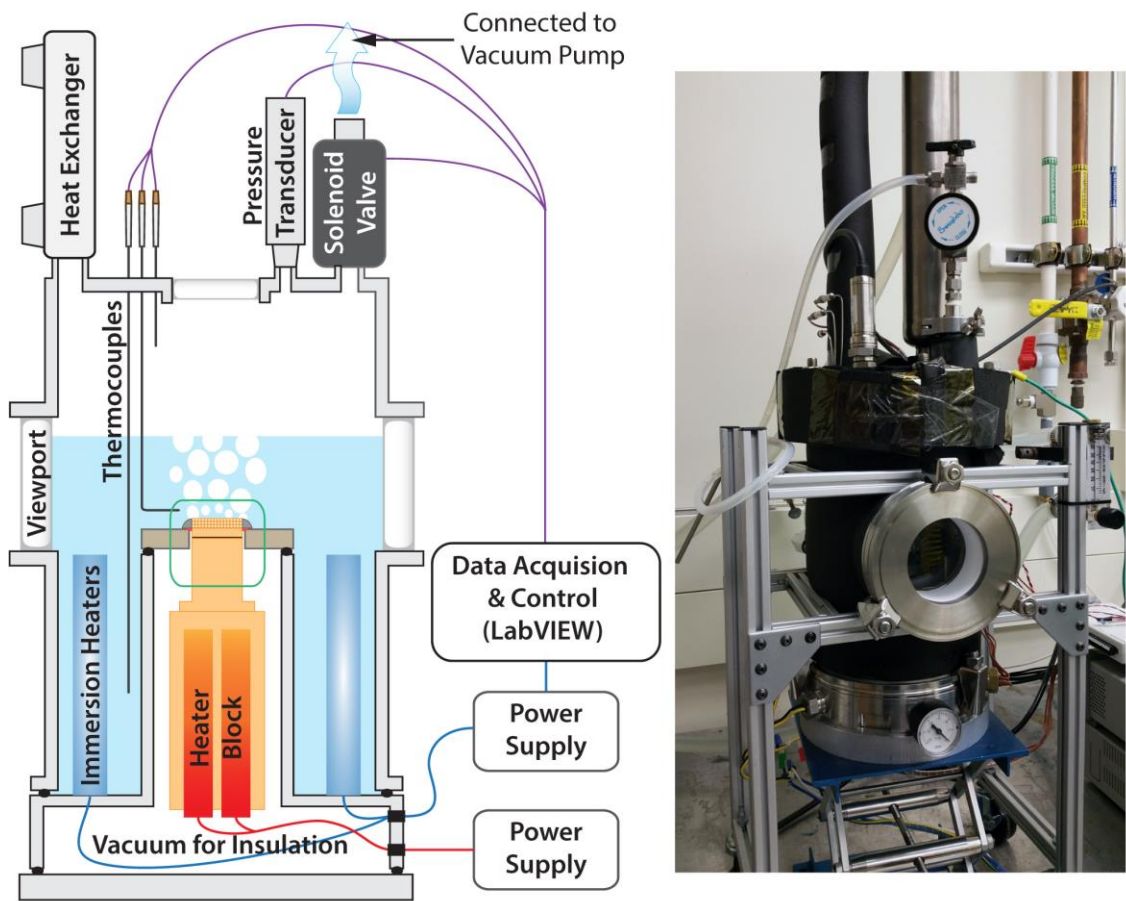 Connected to
Vacuum Pump
Heat Exchanger
Pressure
Transducer
Solenoid
Valve
Thermocouples
Viewport
Immersion Heaters
Heater
Block
Data Acquision
& Control
(LabVIEW)
Power
Supply
Power
Supply
Vacuum for Insulation